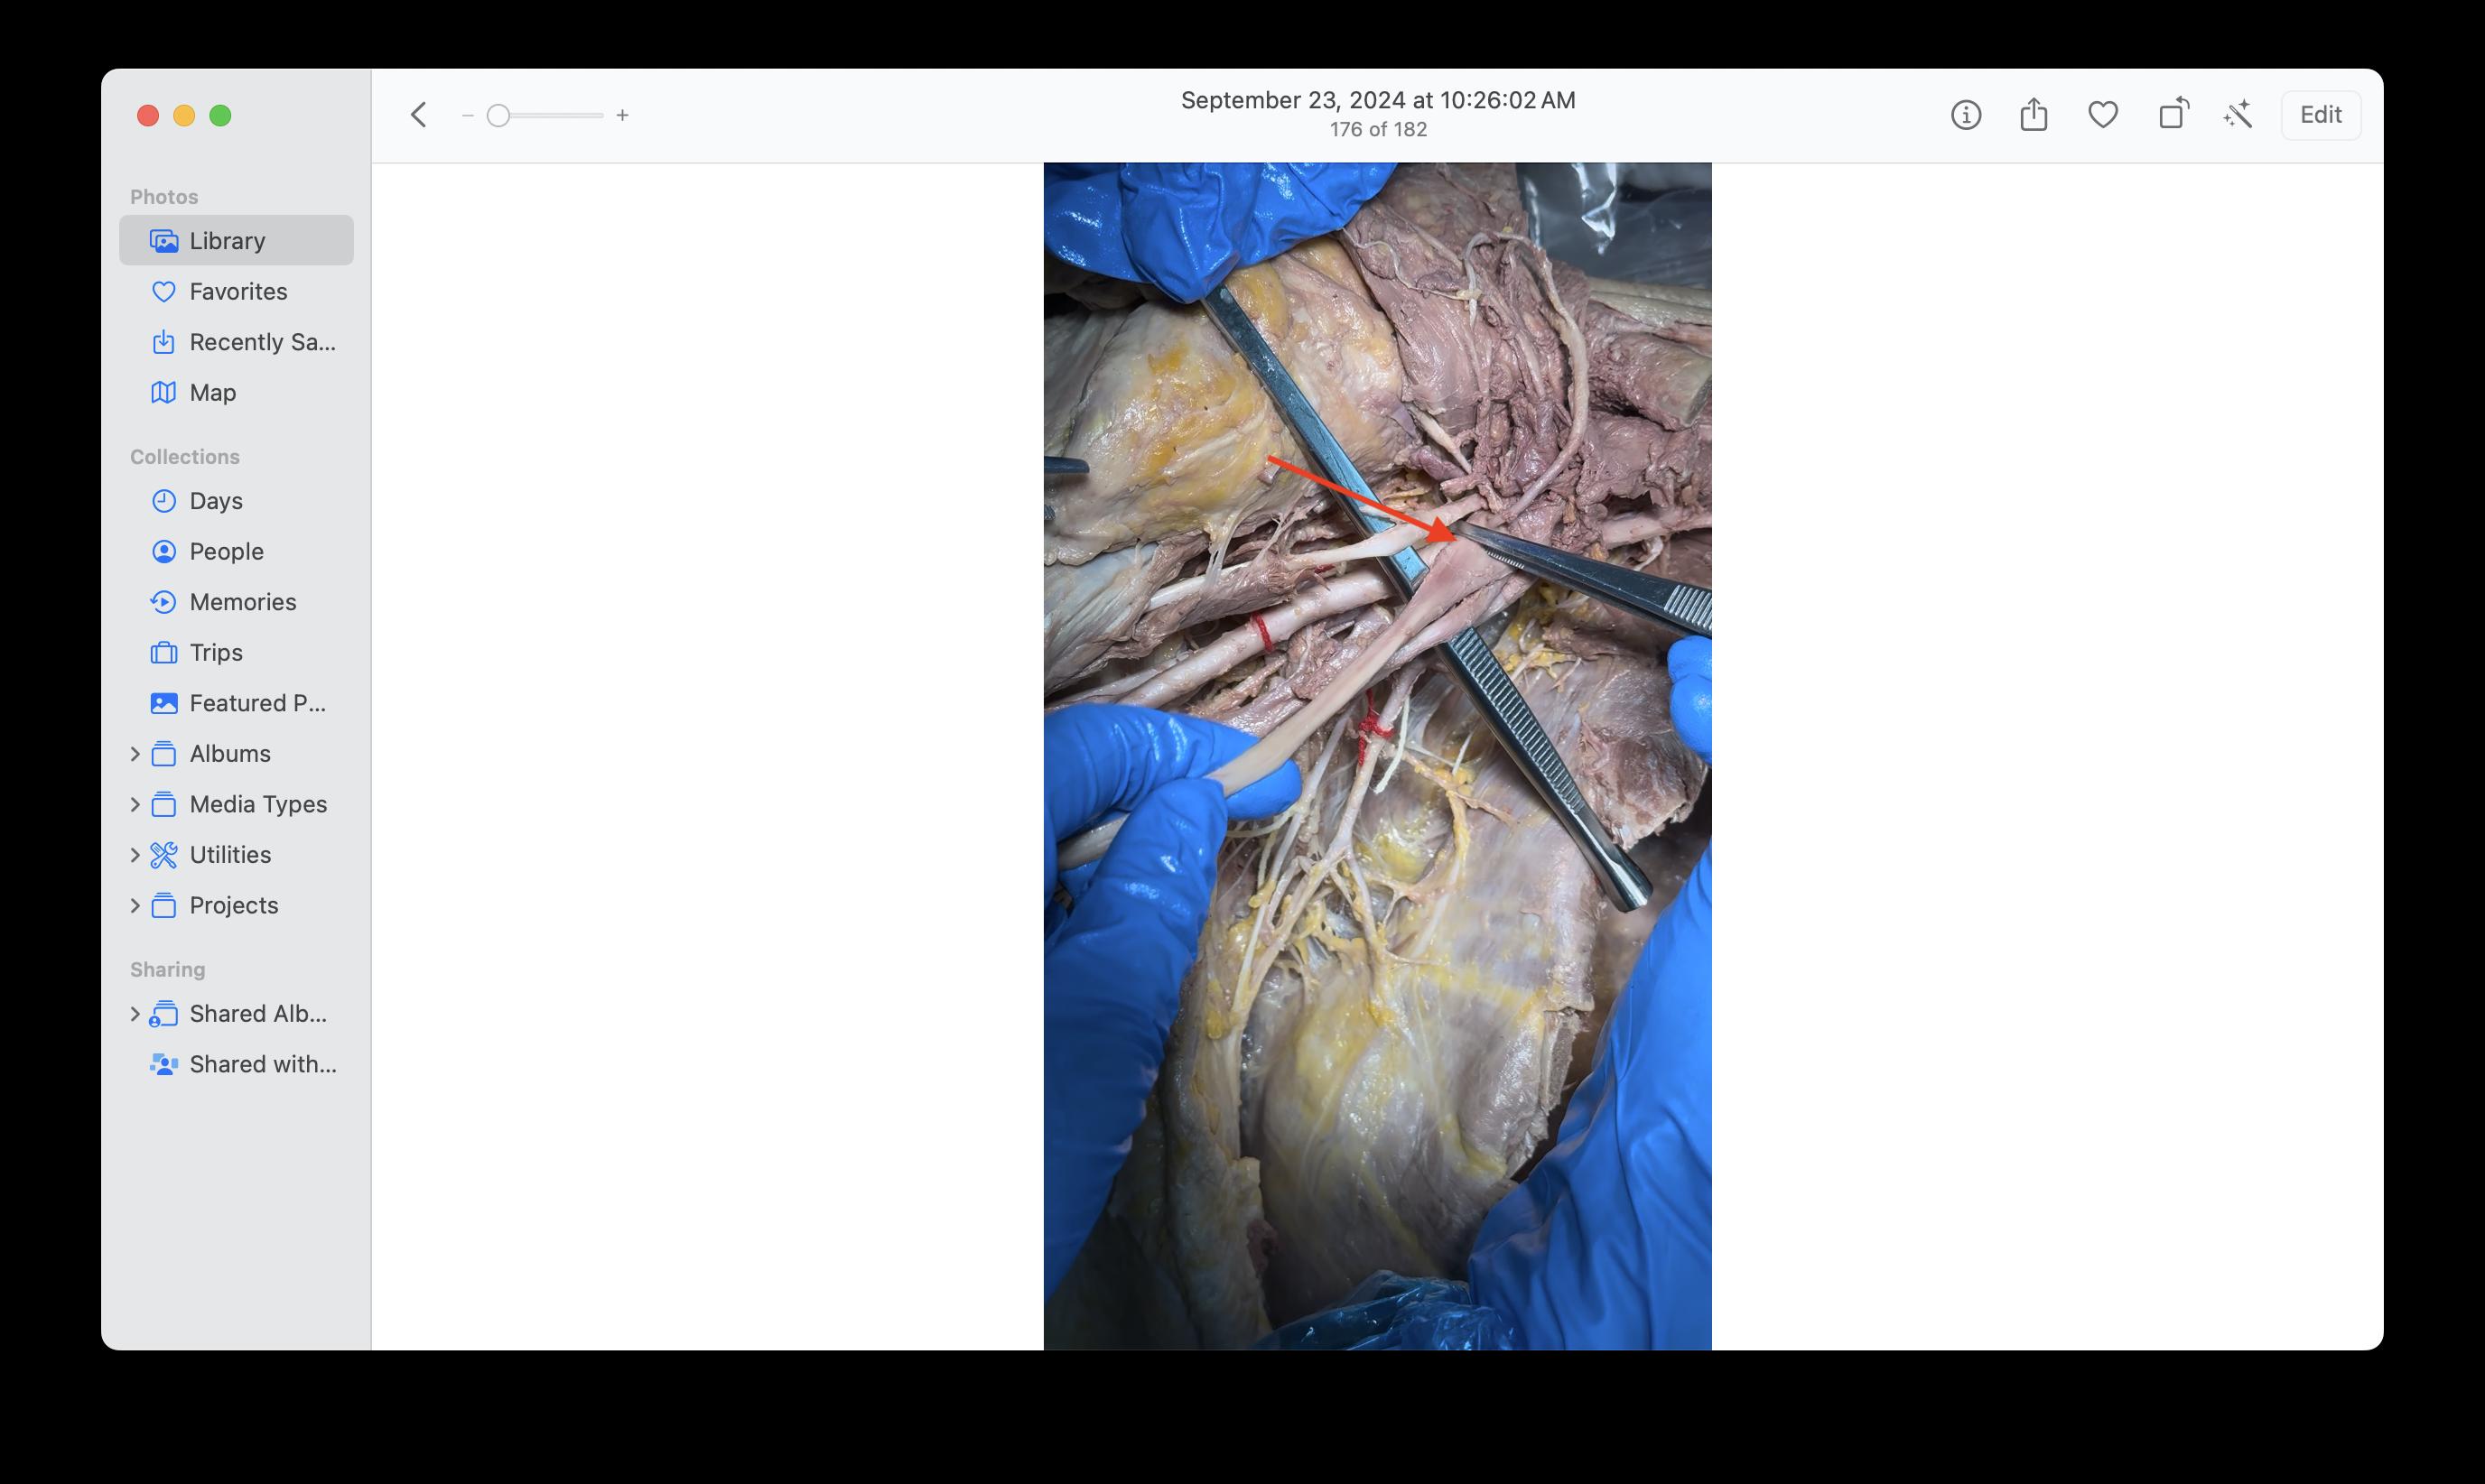 September 23, 2024 at 10:26:02 AM
176 of 182
Edit
Photos
Library
Favorites
Recently Sa...
Map
Collections
Days
People
Memories
Trips
Featured P...
Albums
Media Types
Utilities
Projects
Sharing
Shared Alb...
Shared with...